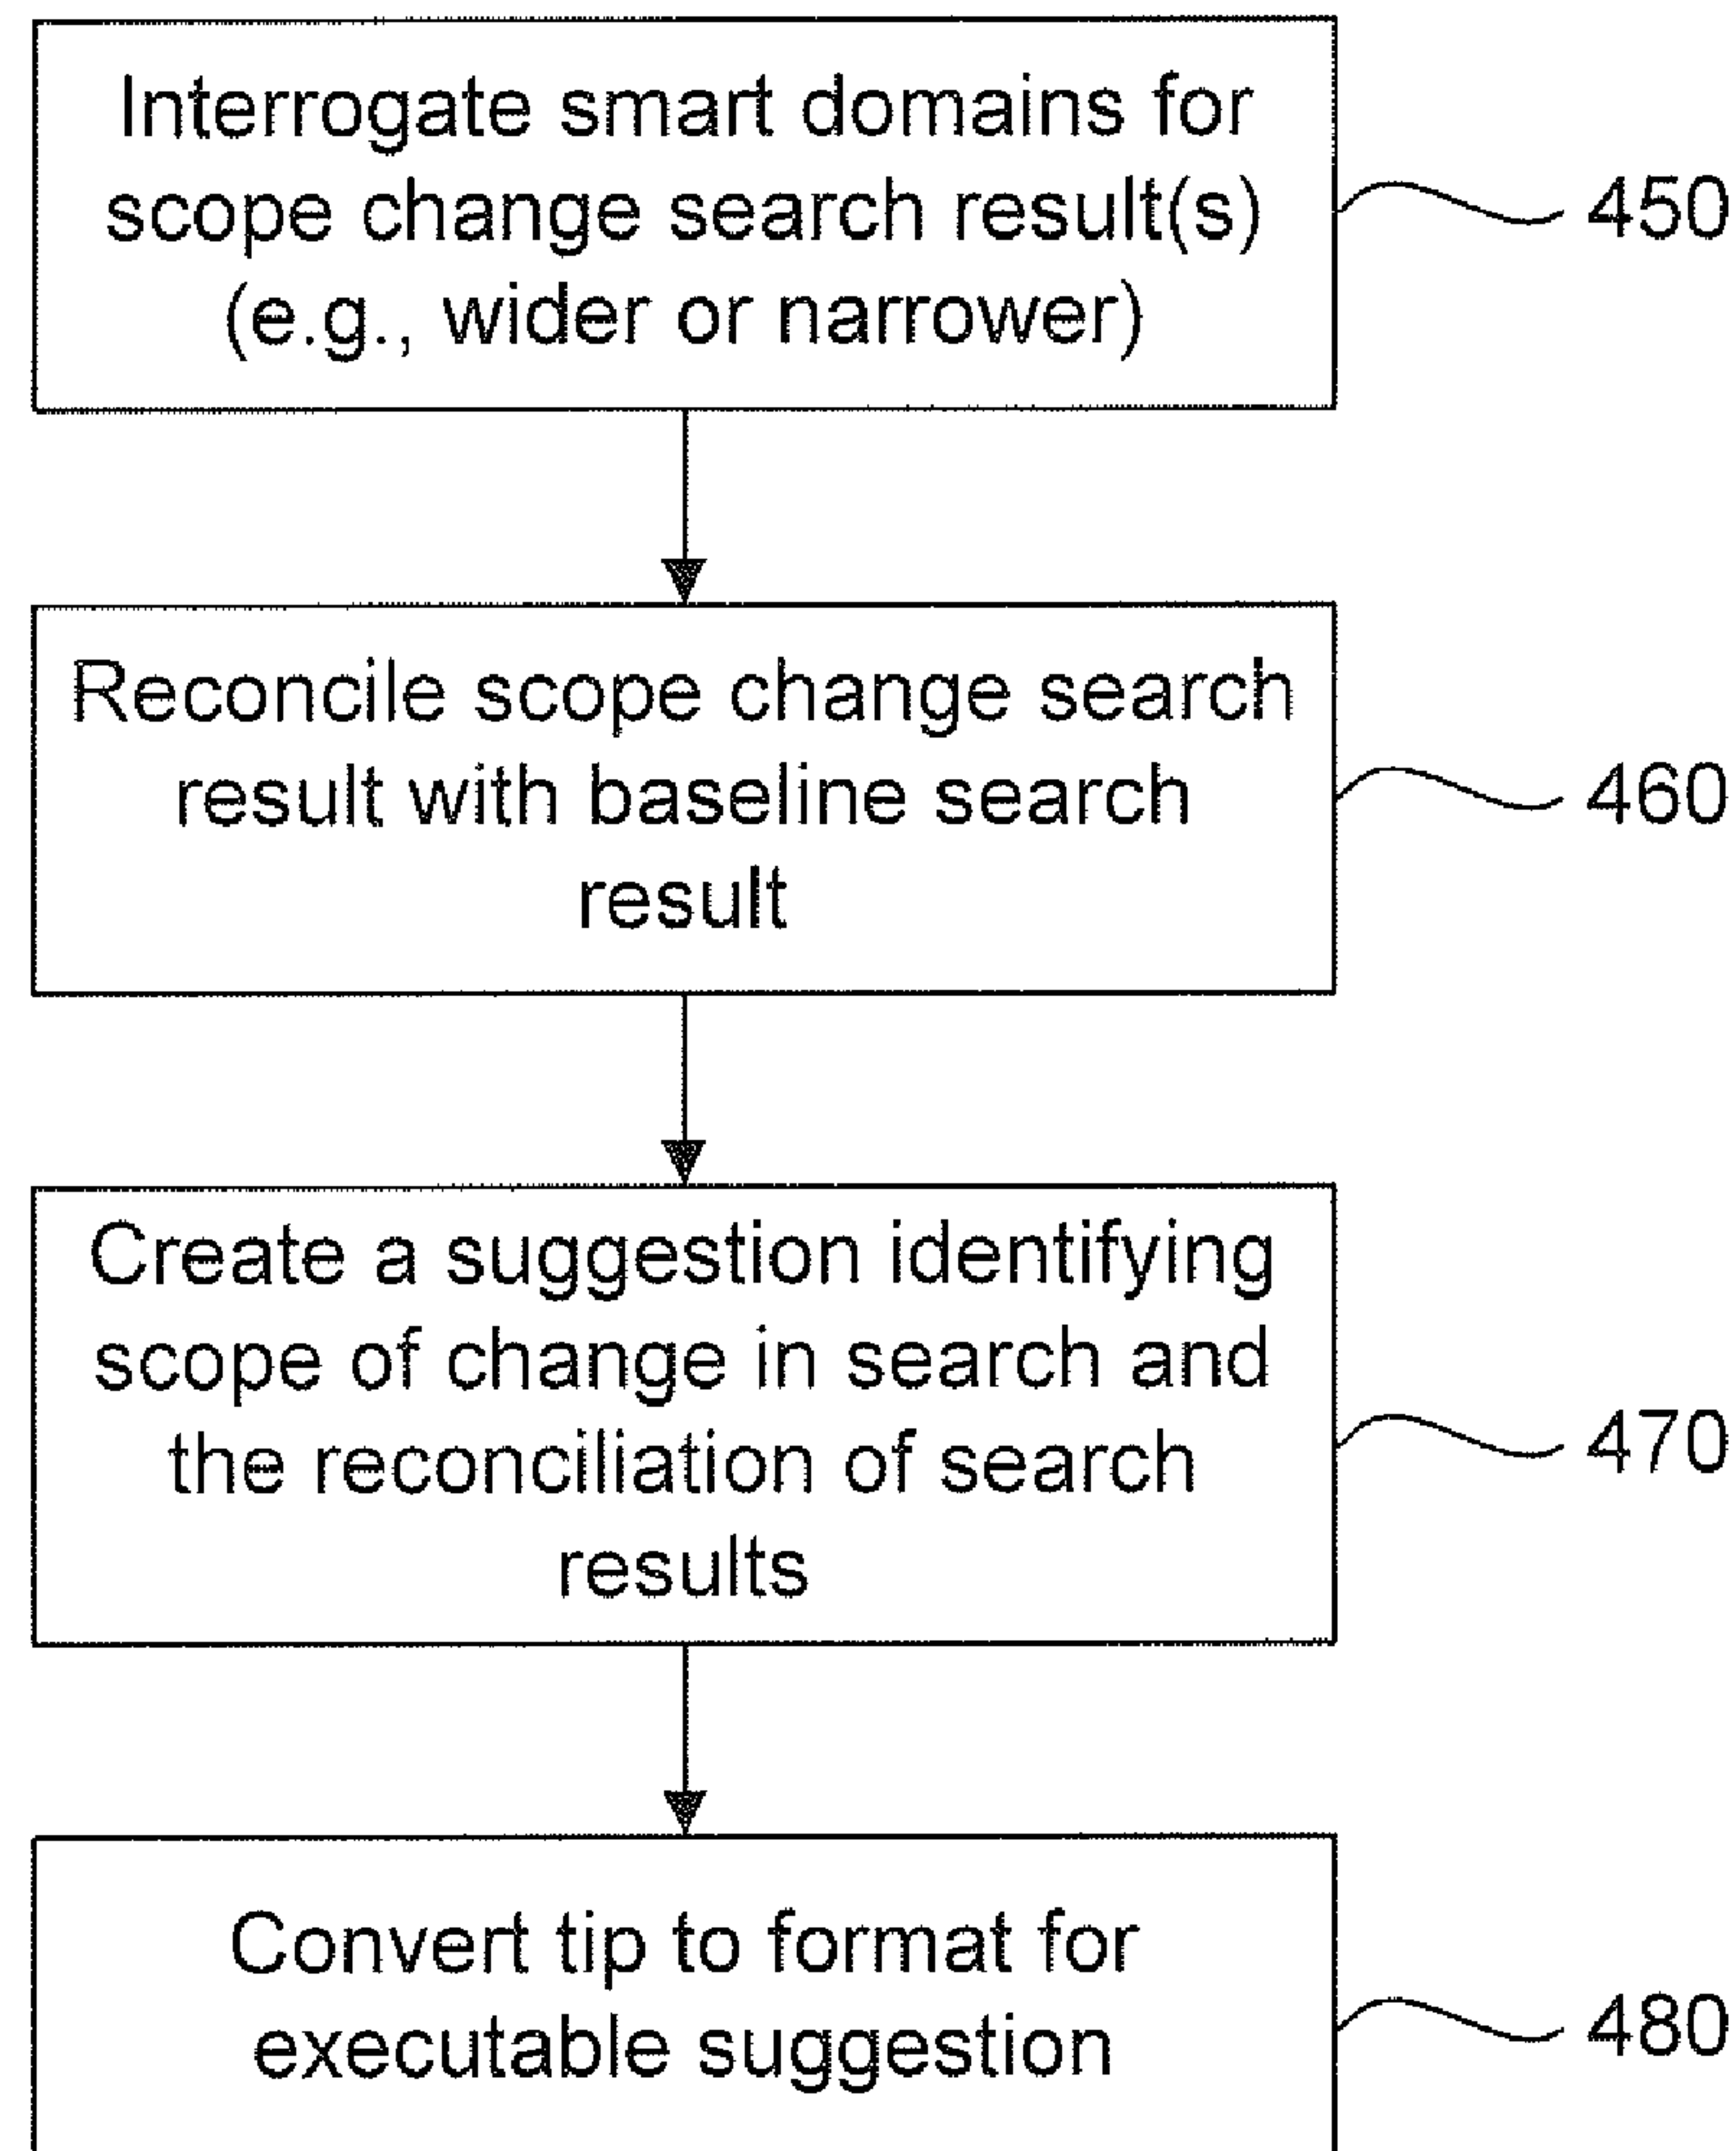 Interrogate smart domains for
scope change search result(s)
(e.g., wider or narrower)
450
Reconcile scope change search
result with baseline search
result
460
Create a suggestion identifying
scope of change in search and
the reconciliation of search
results
470
Convert tip to format for
executable suggestion
480